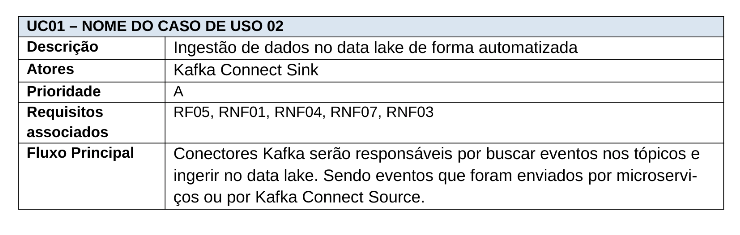 UC01 – NOME DO CASO DE USO 02
Descrição Ingestão de dados no data lake de forma automatizada
Atores Kafka Connect Sink
Prioridade A
Requisitos associados RF05, RNF01, RNF04, RNF07, RNF03
Fluxo Principal Conectores Kafka serão responsáveis por buscar eventos nos tópicos e
ingerir no data lake. Sendo eventos que foram enviados por microservi-
ços ou por Kafka Connect Source.